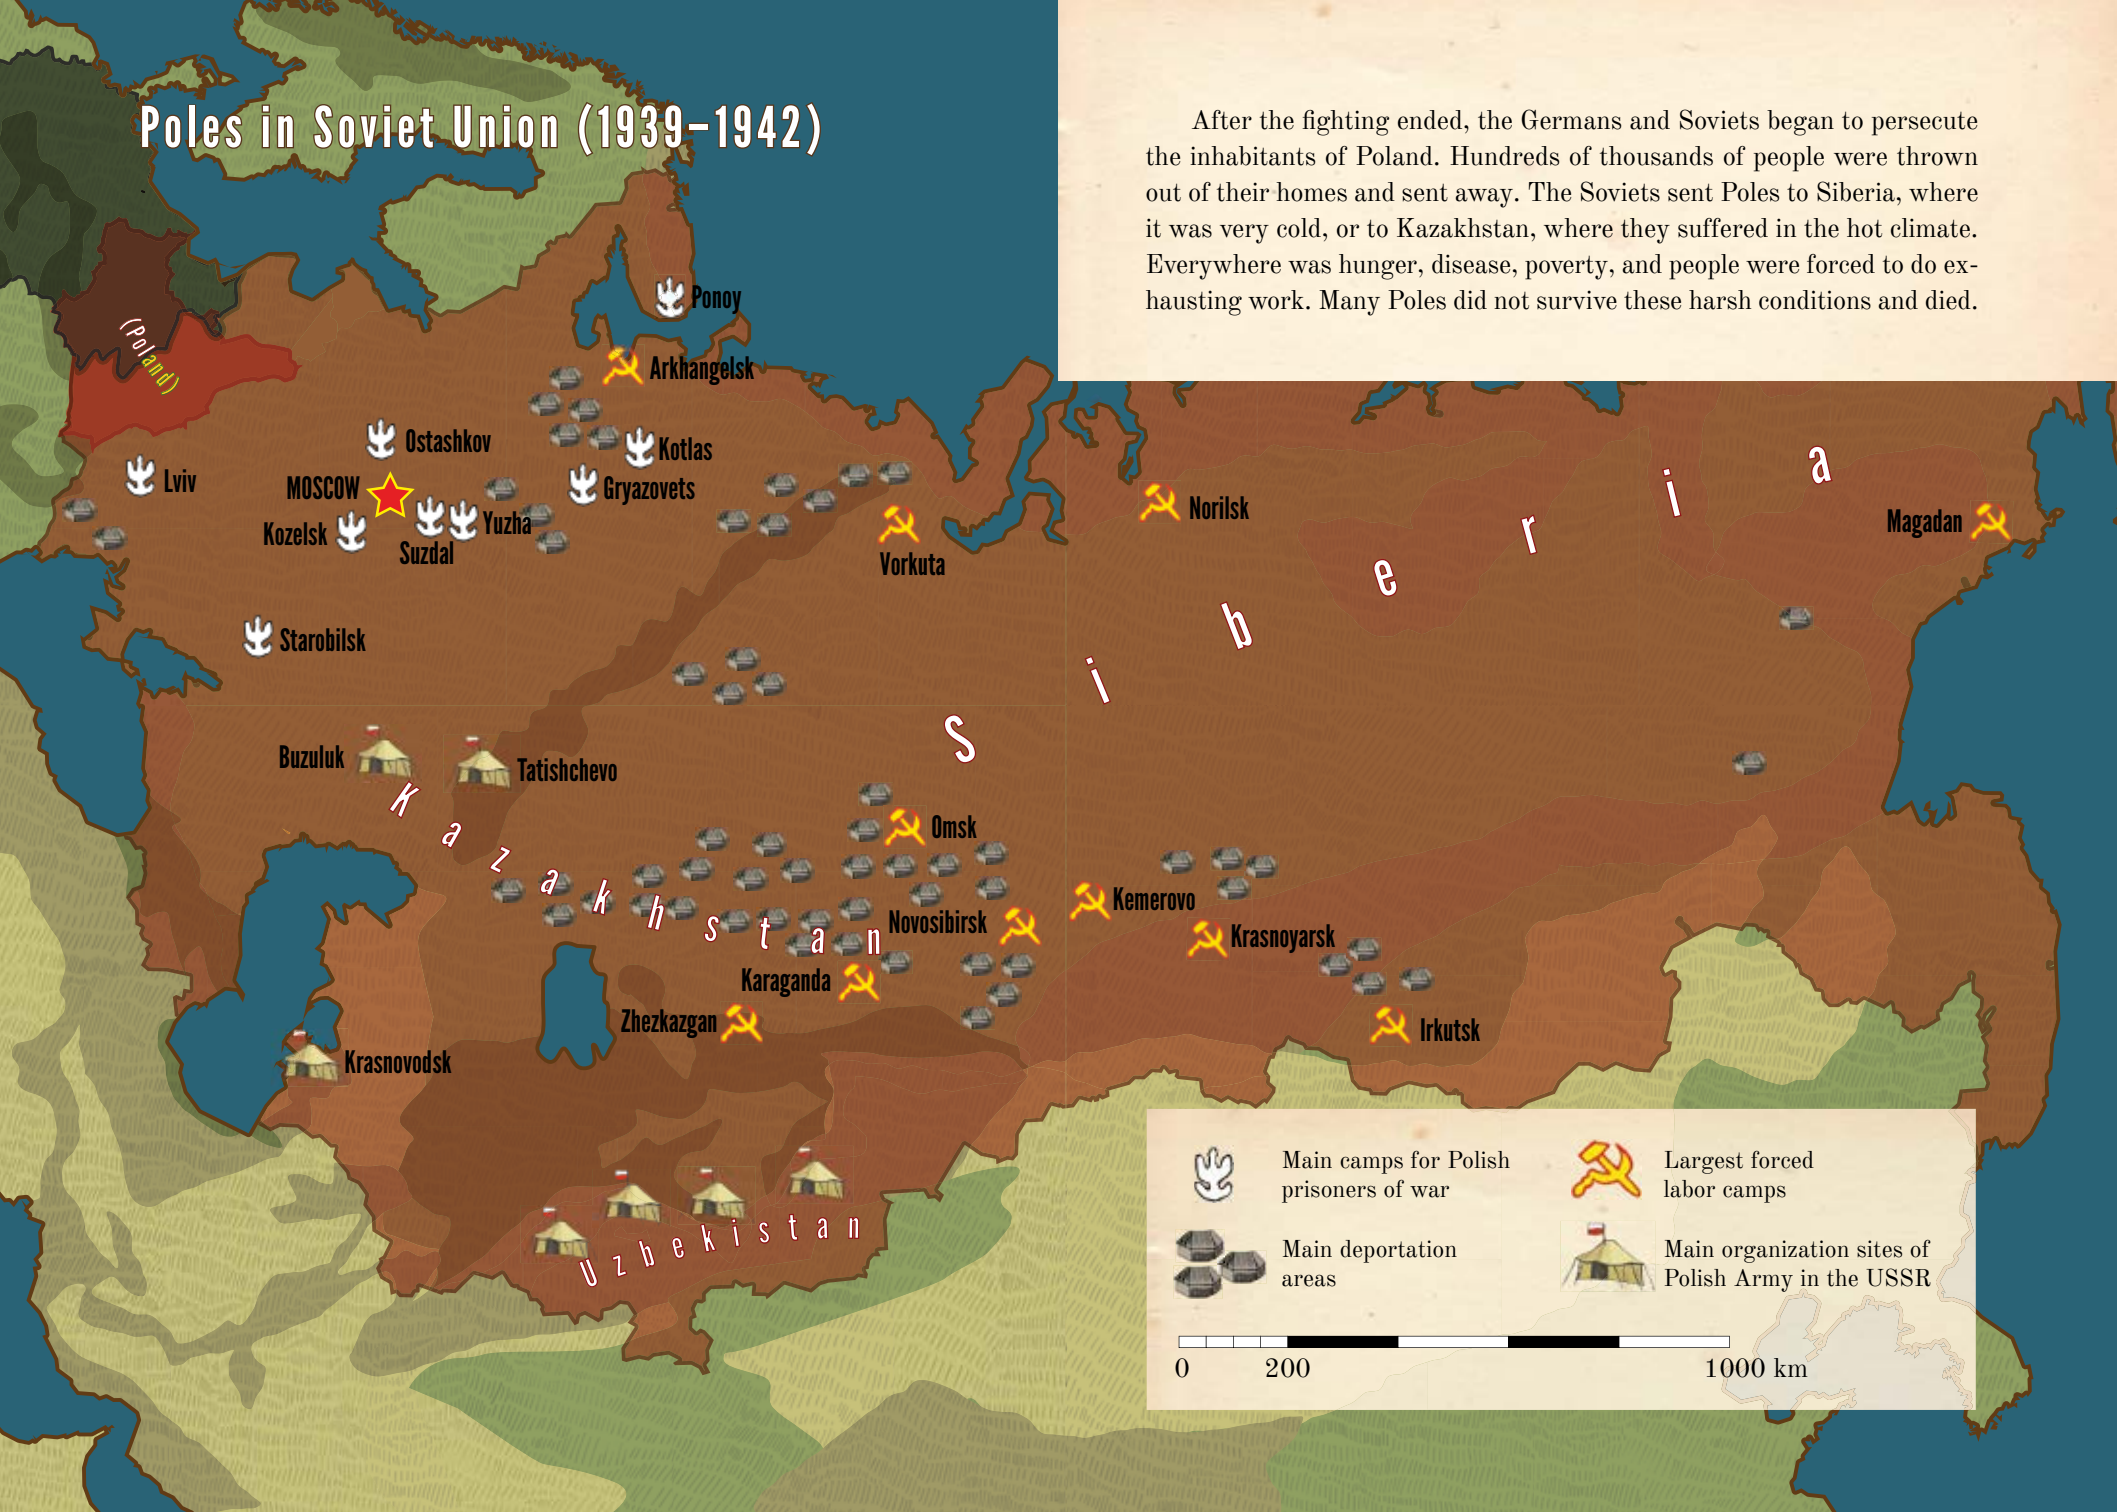 Poles in Soviet Union (1939–1942)
After the fighting ended, the Germans and Soviets began to persecute
the inhabitants of Poland. Hundreds of thousands of people were thrown
out of their homes and sent away. The Soviets sent Poles to Siberia, where
it was very cold, or to Kazakhstan, where they suffered in the hot climate.
Everywhere was hunger, disease, poverty, and people were forced to do ex-
hausting work. Many Poles did not survive these harsh conditions and died.
Ponoy
(Poland)
Arkhangelsk
Ostashkov
Kotlas
Lviv
MOSCOW
Gryazovets
Kozelsk
Yuzha
Suzdal
Vorkuta
Norilsk
Magadan
Siberia
Starobilsk
Buzuluk
Tatishchevo
Kazakhstan
Omsk
Novosibirsk
Kemerovo
Krasnoyarsk
Karaganda
Zhezkazgan
Irkutsk
Krasnovodsk
Uzbekistan
Main camps for Polish
prisoners of war
Largest forced
labor camps
Main deportation
areas
Main organization sites of
Polish Army in the USSR
0 200 1000 km